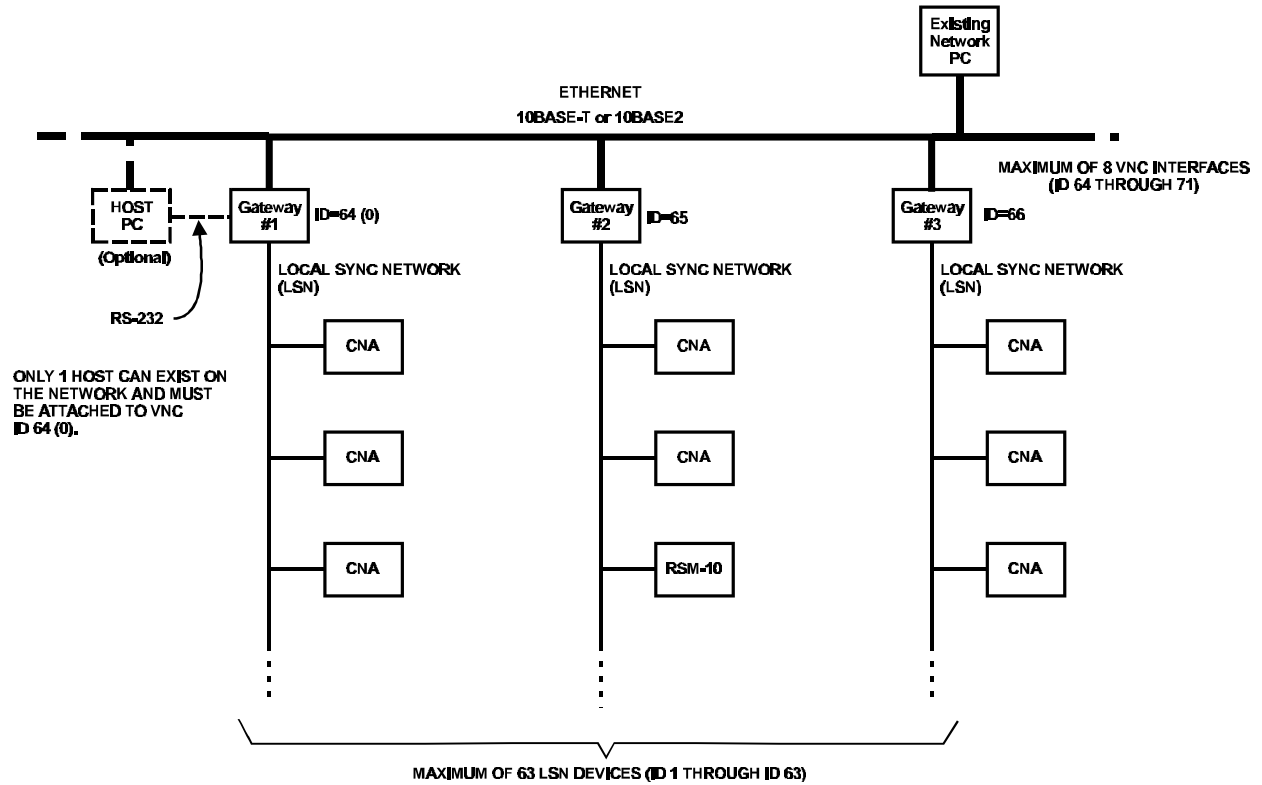 Existing
Network
PC
ETHERNET
10BASE-T or 10BASE2
MAXIMUM OF 8 VNC INTERFACES
(ID 64 THROUGH 71)
HOST
PC
(Optional)
Gateway
#1
ID=64 (0)
Gateway
#2
ID=65
Gateway
#3
ID=66
LOCAL SYNC NETWORK
(LSN)
LOCAL SYNC NETWORK
(LSN)
LOCAL SYNC NETWORK
(LSN)
RS-232
ONLY 1 HOST CAN EXIST ON
THE NETWORK AND MUST
BE ATTACHED TO VNC
ID 64 (0).
CNA
CNA
CNA
CNA
CNA
CNA
CNA
RSM-10
CNA
MAXIMUM OF 63 LSN DEVICES (ID 1 THROUGH ID 63)